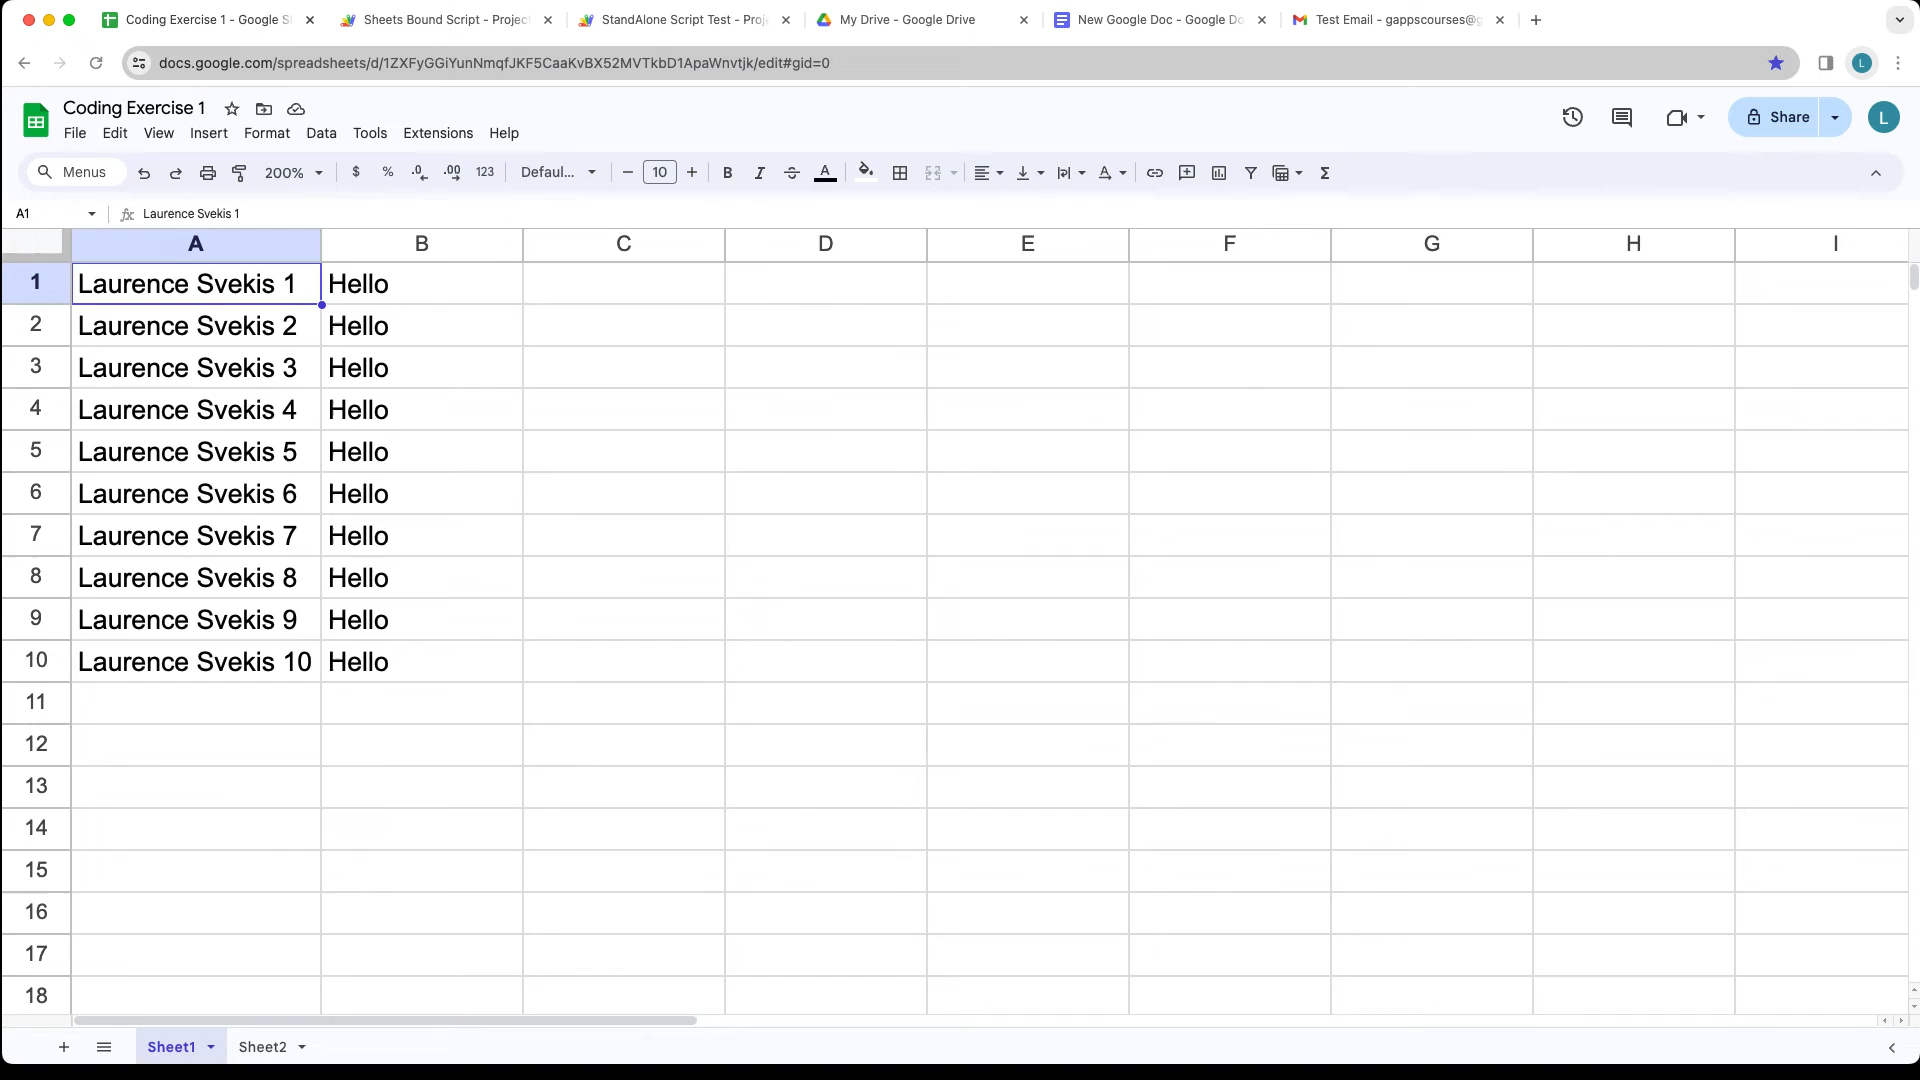 Coding Exercise 1 - Google S
Sheets Bound Script - Projec
StandAlone Script Test - Proj
My Drive - Google Drive
New Google Doc - Google Do
Test Email - gappscourses@g
docs.google.com/spreadsheets/d/1ZXFyGGiYunNmqfJKF5CaaKvBX52MVTkbD1ApaWnvtjk/edit#gid=0
L
Coding Exercise 1
File Edit View Insert Format Data Tools Extensions Help
Share
L
Menus 200% $ % .0 .00 123 Defaul... 10 B I A Σ
A1 fx Laurence Svekis 1
A B C D E F G H I
1 Laurence Svekis 1 Hello
2 Laurence Svekis 2 Hello
3 Laurence Svekis 3 Hello
4 Laurence Svekis 4 Hello
5 Laurence Svekis 5 Hello
6 Laurence Svekis 6 Hello
7 Laurence Svekis 7 Hello
8 Laurence Svekis 8 Hello
9 Laurence Svekis 9 Hello
10 Laurence Svekis 10 Hello
11
12
13
14
15
16
17
18
Sheet1 Sheet2